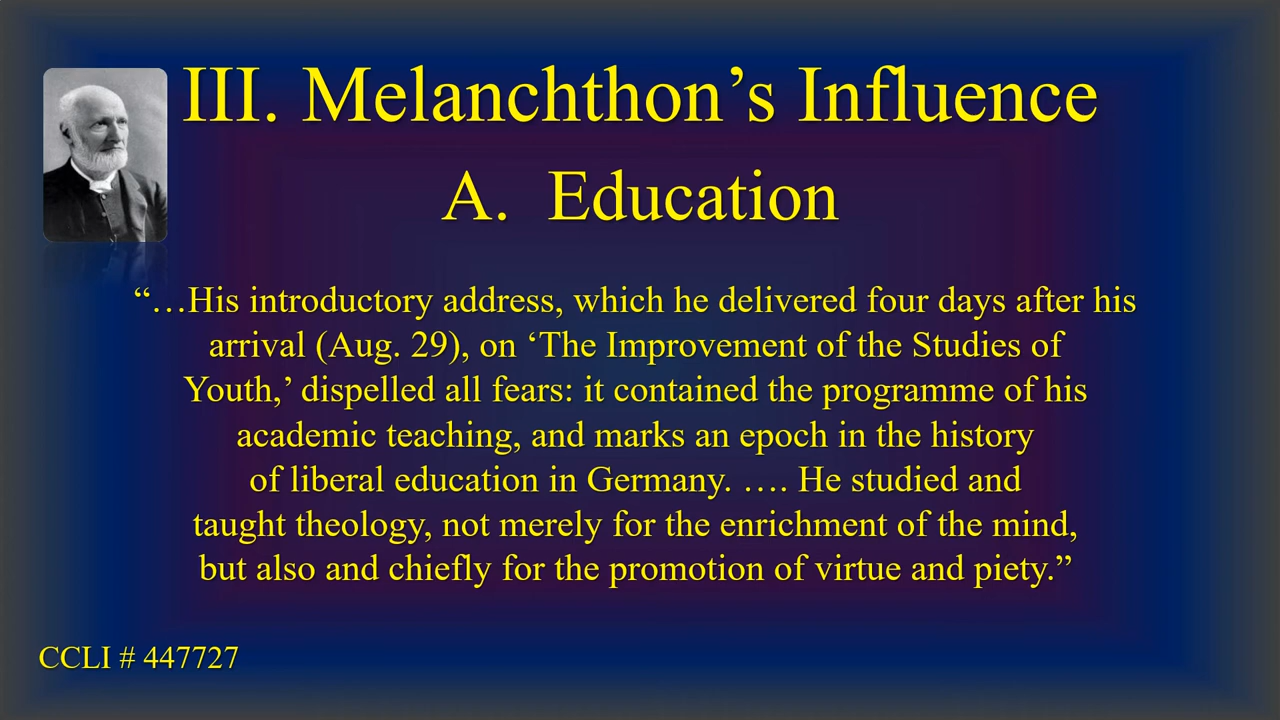 III. Melanchthon’s Influence
A.  Education
“…His introductory address, which he delivered four days after his
arrival (Aug. 29), on ‘The Improvement of the Studies of
Youth,’ dispelled all fears: it contained the programme of his
academic teaching, and marks an epoch in the history
of liberal education in Germany. …. He studied and
taught theology, not merely for the enrichment of the mind,
but also and chiefly for the promotion of virtue and piety.”
CCLI # 447727